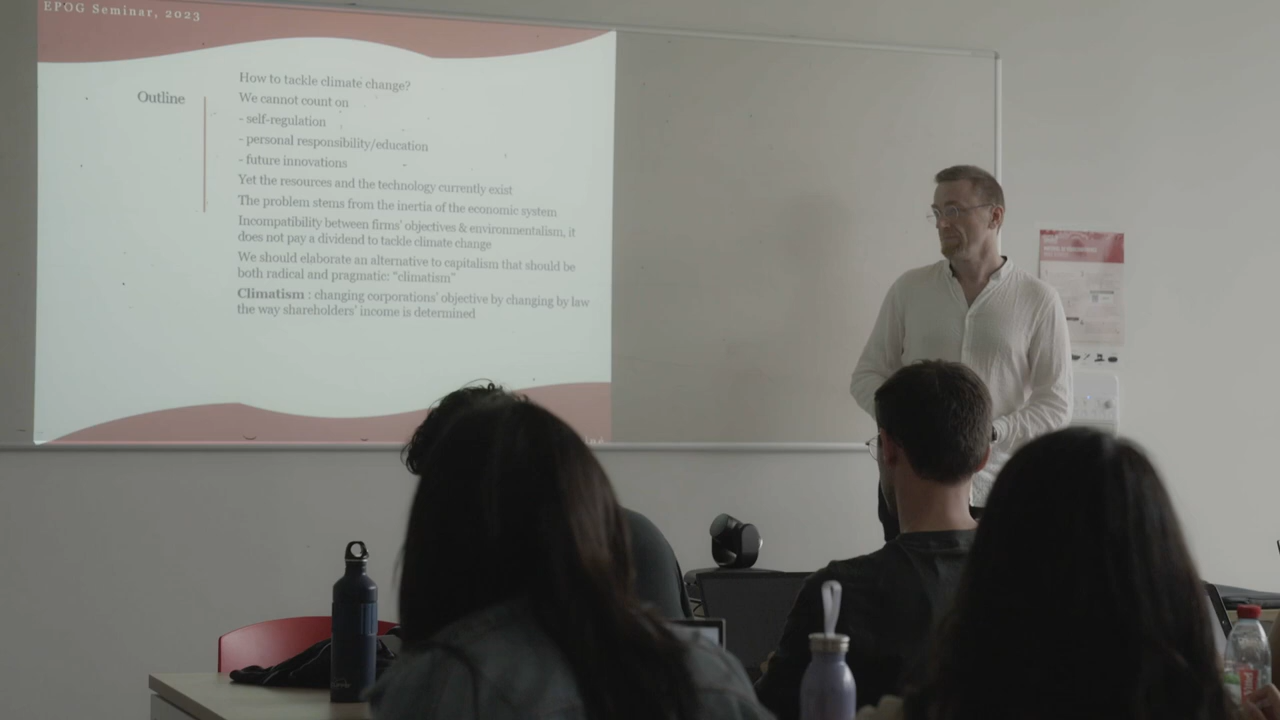 EPOG Seminar, 2023
Outline
How to tackle climate change?
We cannot count on
- self-regulation
- personal responsibility/education
- future innovations
Yet the resources and the technology currently exist
The problem stems from the inertia of the economic system
Incompatibility between firms' objectives & environmentalism, it
does not pay a dividend to tackle climate change
We should elaborate an alternative to capitalism that should be
both radical and pragmatic: "climatism"
Climatism : changing corporations' objective by changing by law
the way shareholders' income is determined